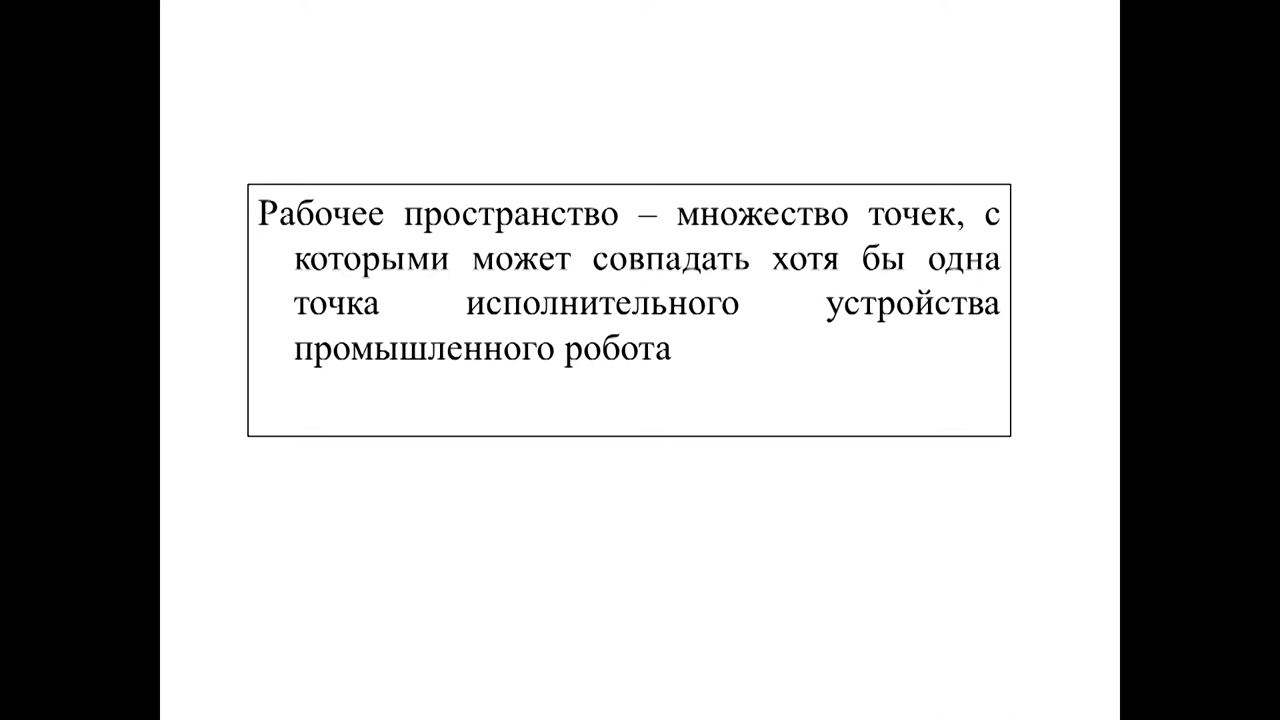 Рабочее пространство – множество точек, с
которыми может совпадать хотя бы одна
точка исполнительного устройства
промышленного робота